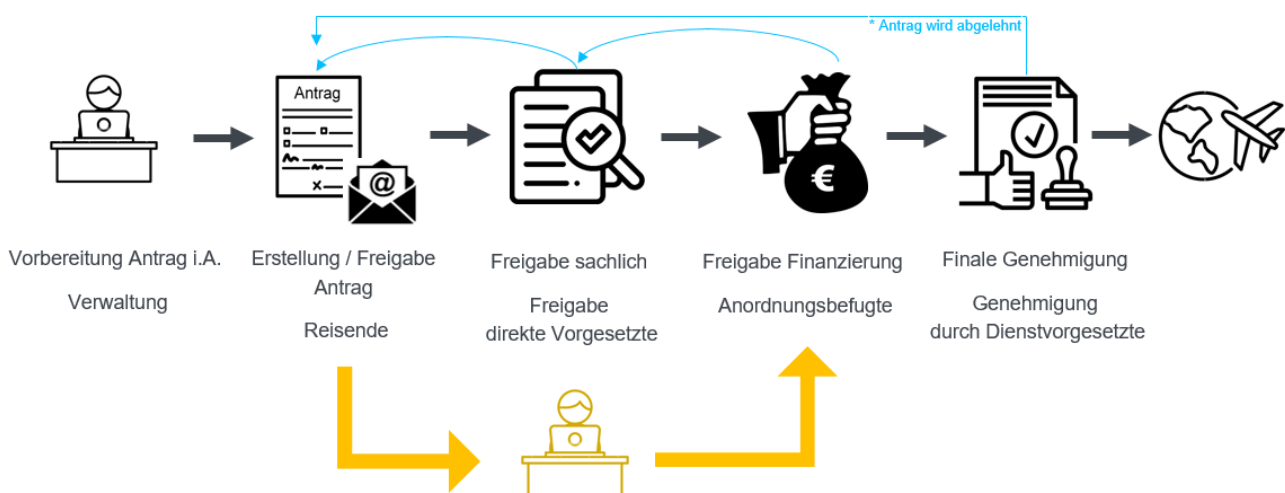 * Antrag wird abgelehnt
Antrag
x
@
€
Vorbereitung Antrag i.A.
Verwaltung
Erstellung / Freigabe
Antrag
Reisende
Freigabe sachlich
Freigabe
direkte Vorgesetzte
Freigabe Finanzierung
Anordnungsbefugte
Finale Genehmigung
Genehmigung
durch Dienstvorgesetzte